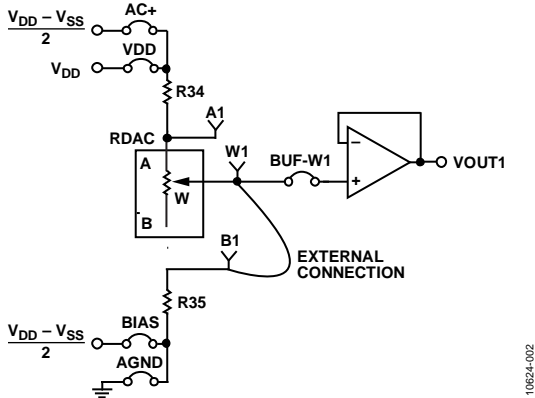 AC+
V_DD – V_SS
2
VDD
V_DD
R34
A1
RDAC
A
W1
BUF-W1
–
+
VOUT1
W
B
B1
EXTERNAL
CONNECTION
R35
V_DD – V_SS
2
BIAS
AGND
10624-002